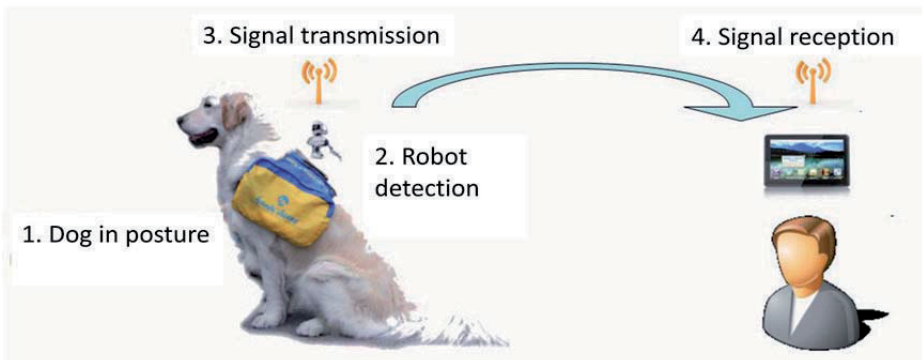 3. Signal transmission
4. Signal reception
2. Robot
detection
1. Dog in posture